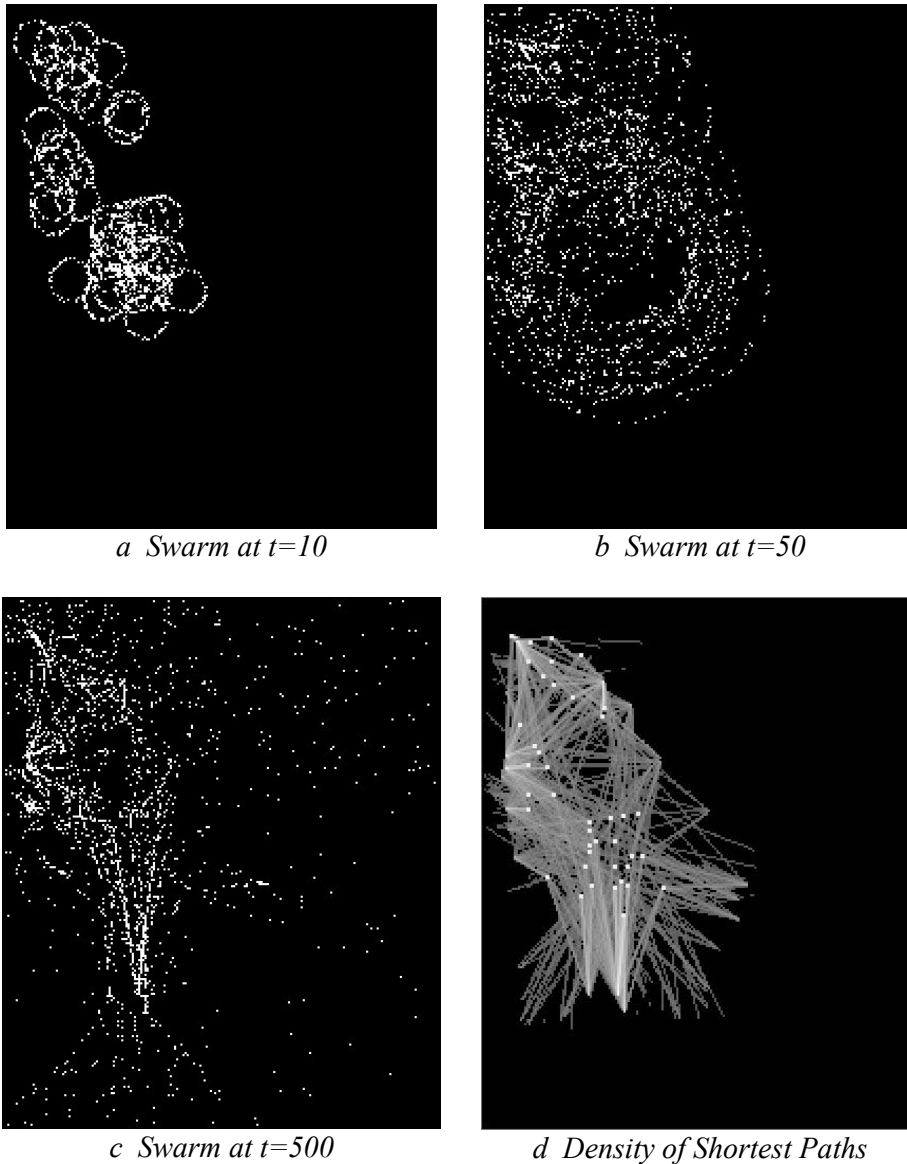 a Swarm at t=10
b Swarm at t=50
c Swarm at t=500
d Density of Shortest Paths